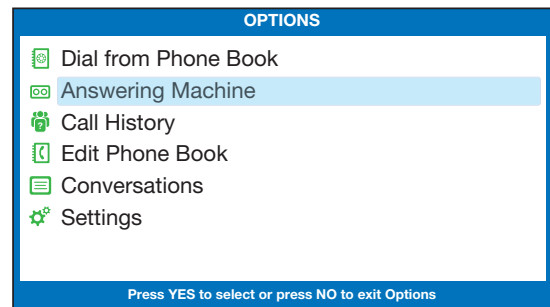 OPTIONS
Dial from Phone Book
Answering Machine
Call History
Edit Phone Book
Conversations
Settings
Press YES to select or press NO to exit Options